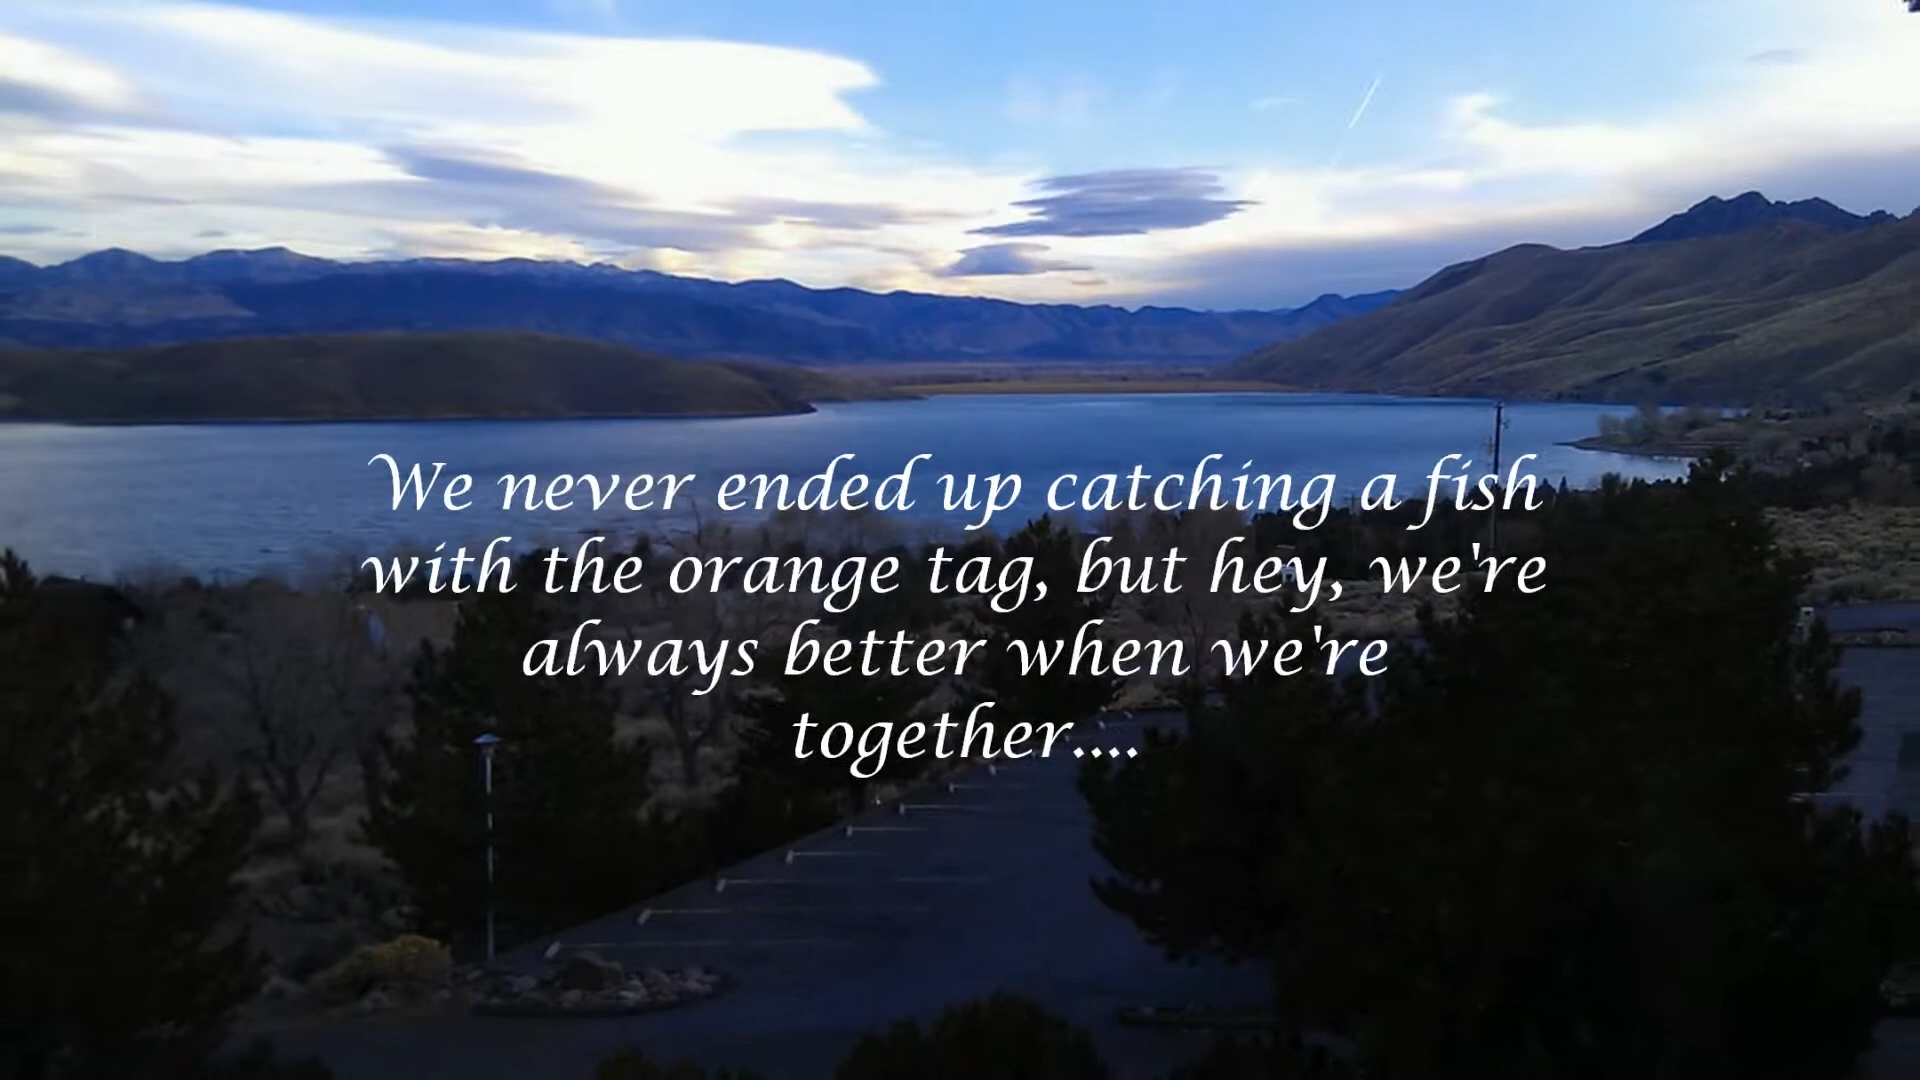 We never ended up catching a fish
with the orange tag, but hey, we're
always better when we're
together....